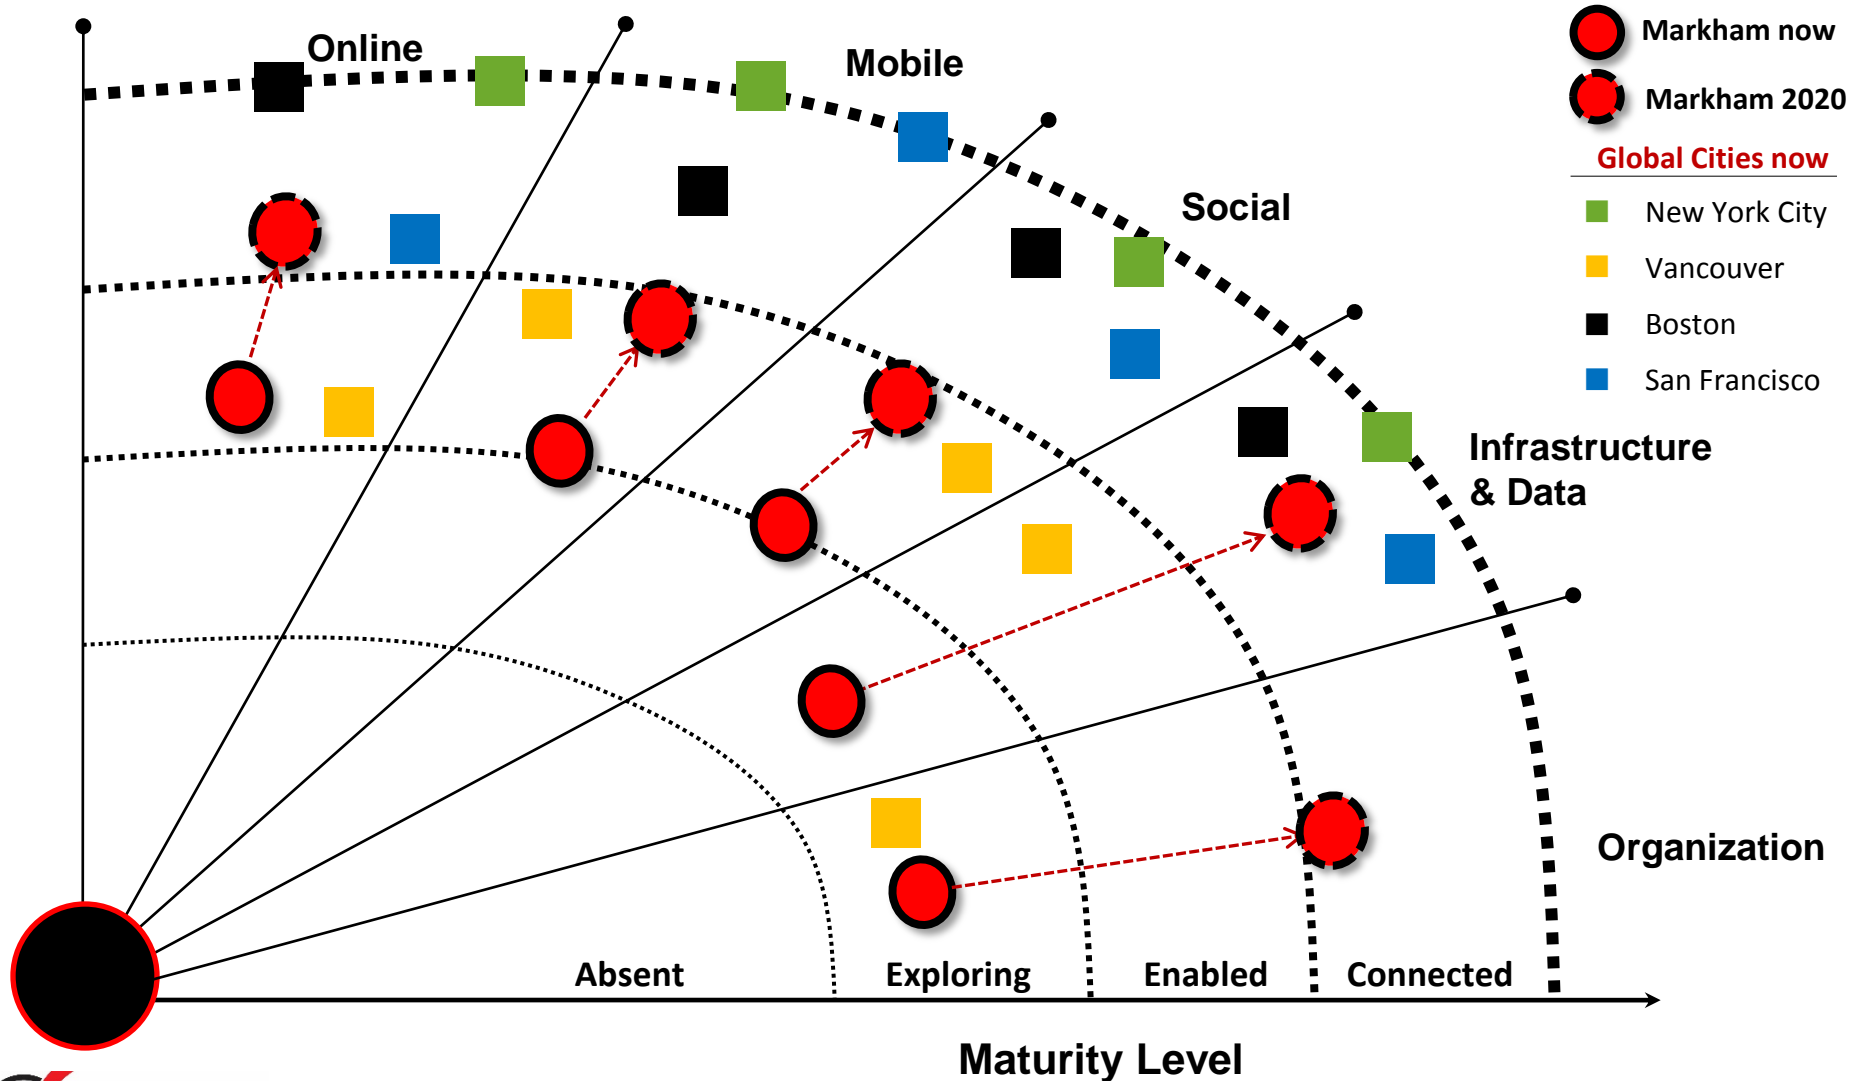 Online
Mobile
Social
Infrastructure
& Data
Organization
Markham now
Markham 2020
Global Cities now
New York City
Vancouver
Boston
San Francisco
Absent
Exploring
Enabled
Connected
Maturity Level